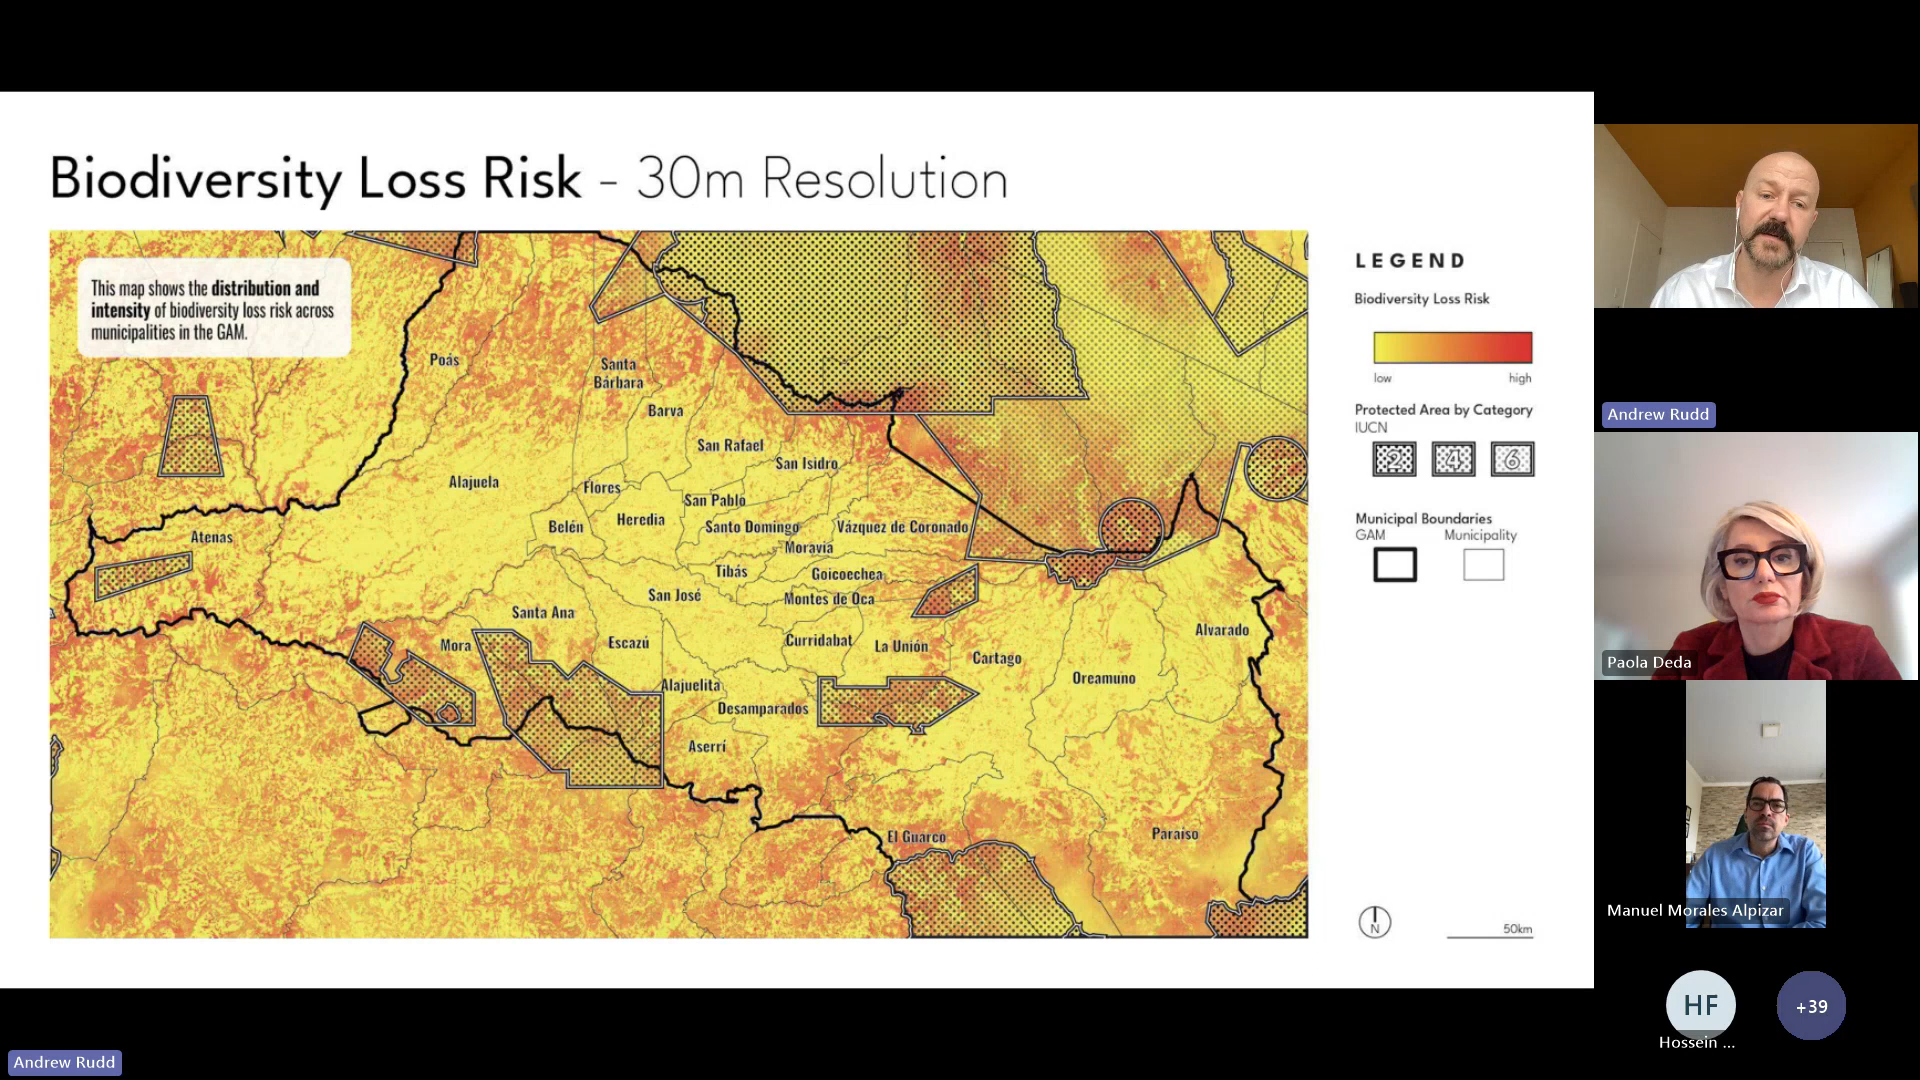 Biodiversity Loss Risk - 30m Resolution
This map shows the distribution and
intensity of biodiversity loss risk across
municipalities in the GAM.
Poás
Santa
Bárbara
Barva
San Rafael
San Isidro
Alajuela
Flores
San Pablo
Heredia
Belén
Santo Domingo
Vázquez de Coronado
Atenas
Moravia
Tibás
Goicoechea
San José
Montes de Oca
Santa Ana
Escazú
Curridabat
La Unión
Mora
Alvarado
Cartago
Oreamuno
Alajuelita
Desamparados
Aserrí
El Guarco
Paraíso
LEGEND
Biodiversity Loss Risk
low high
Protected Area by Category
IUCN
2 4 6
Municipal Boundaries
GAM Municipality
N
50km
Andrew Rudd
Paola Deda
Manuel Morales Alpizar
HF
Hossein ...
+39
Andrew Rudd